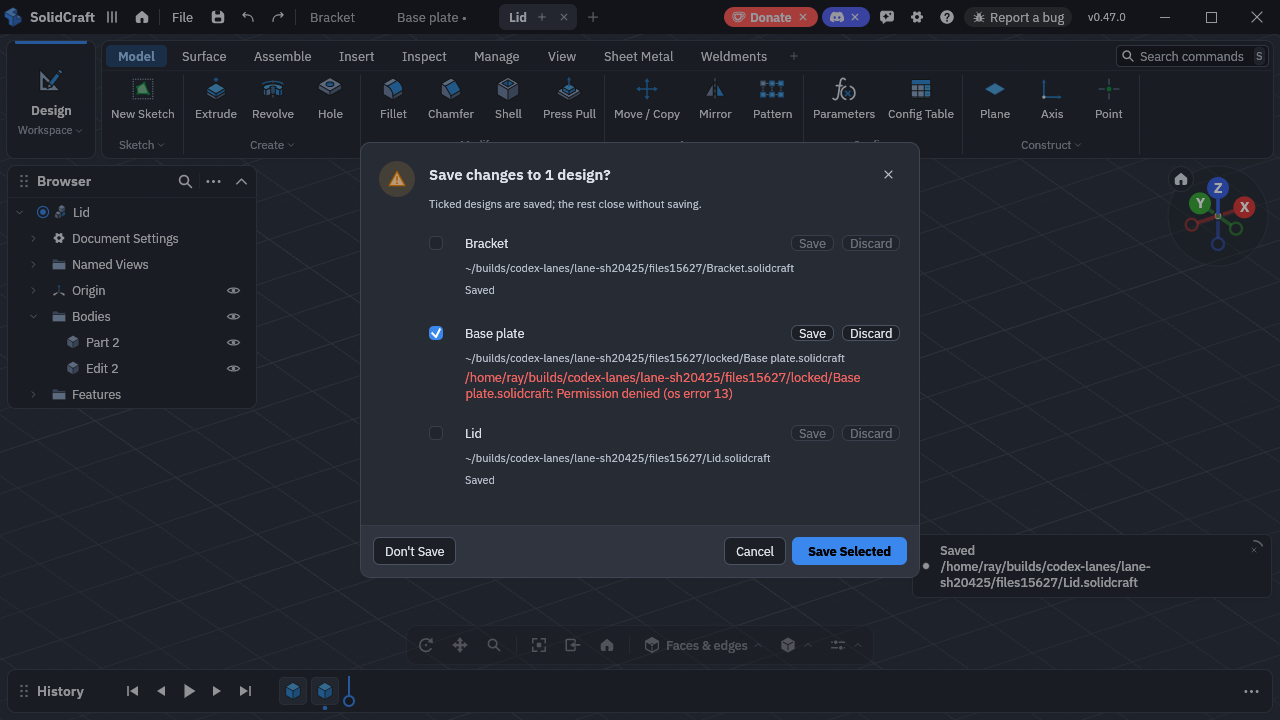 SolidCraft
File
Bracket
Base plate
Lid
Donate
Report a bug
v0.47.0
Design
Workspace
Model
Surface
Assemble
Insert
Inspect
Manage
View
Sheet Metal
Weldments
Search commands
S
New Sketch
Extrude
Revolve
Hole
Fillet
Chamfer
Shell
Press Pull
Move / Copy
Mirror
Pattern
Parameters
Config Table
Plane
Axis
Point
Sketch
Create
Construct
Browser
Lid
Document Settings
Named Views
Origin
Bodies
Part 2
Edit 2
Features
Z
Y
X
Save changes to 1 design?
Ticked designs are saved; the rest close without saving.
Bracket
Save
Discard
~/builds/codex-lanes/lane-sh20425/files15627/Bracket.solidcraft
Saved
Base plate
Save
Discard
~/builds/codex-lanes/lane-sh20425/files15627/locked/Base plate.solidcraft
/home/ray/builds/codex-lanes/lane-sh20425/files15627/locked/Base
plate.solidcraft: Permission denied (os error 13)
Lid
Save
Discard
~/builds/codex-lanes/lane-sh20425/files15627/Lid.solidcraft
Saved
Don't Save
Cancel
Save Selected
Saved
/home/ray/builds/codex-lanes/lane-
sh20425/files15627/Lid.solidcraft
Faces & edges
History